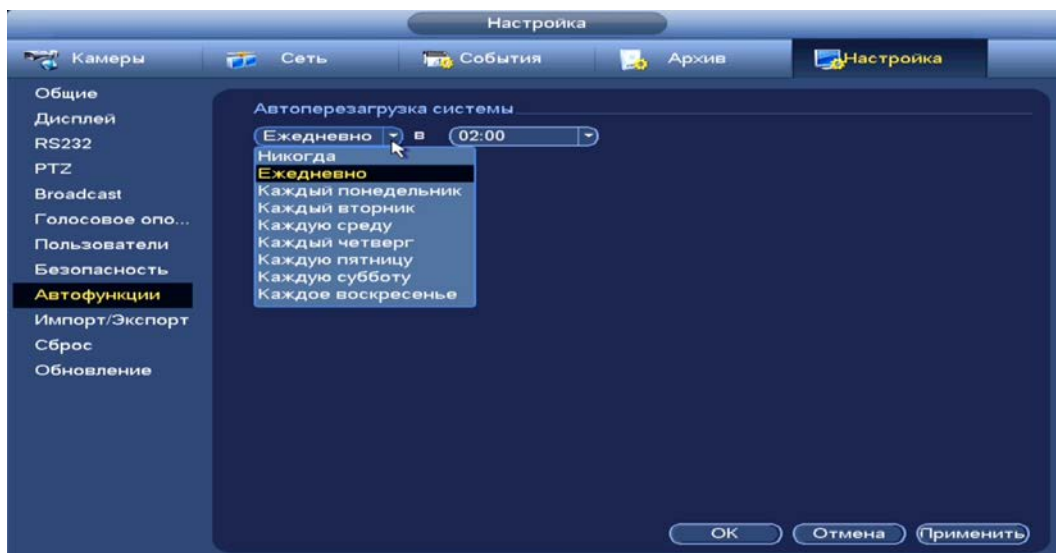 Настройка
Камеры
Сеть
События
Архив
Настройка
Общие
Дисплей
RS232
PTZ
Broadcast
Голосовое опо...
Пользователи
Безопасность
Автофункции
Импорт/Экспорт
Сброс
Обновление
Автоперезагрузка системы
Ежедневно в 02:00
Никогда
Ежедневно
Каждый понедельник
Каждый вторник
Каждую среду
Каждый четверг
Каждую пятницу
Каждую субботу
Каждое воскресенье
OK Отмена Применить